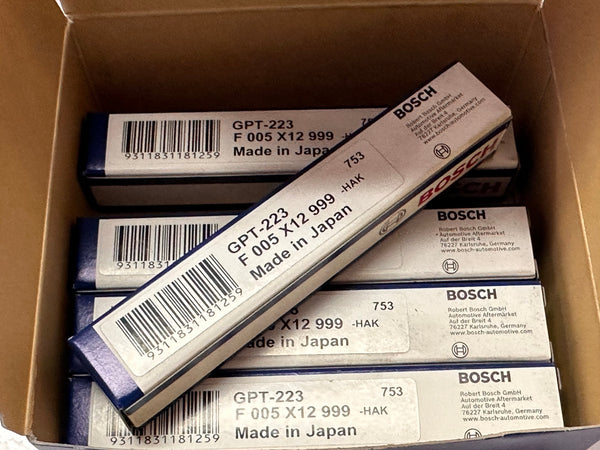 GPT-223
753
F 005 X12 999 -HAK
Made in Japan
9311831181259
BOSCH
Robert Bosch GmbH
Automotive Aftermarket
Auf der Breit 4
76227 Karlsruhe, Germany
www.bosch-automotive.com
BOSCH
GPT-223
753
F 005 X12 999 -HAK
Made in Japan
9311831181259
BOSCH
BOSCH
Robert Bosch GmbH
Automotive Aftermarket
Auf der Breit 4
76227 Karlsruhe, Germany
www.bosch-automotive.com
753
X12 999 -HAK
Made in Japan
BOSCH
Robert Bosch GmbH
Automotive Aftermarket
Auf der Breit 4
76227 Karlsruhe, Germany
www.bosch-automotive.com
GPT-223
753
F 005 X12 999 -HAK
Made in Japan
9311831181259
BOSCH
Robert Bosch GmbH
Automotive Aftermarket
Auf der Breit 4
76227 Karlsruhe, Germany
www.bosch-automotive.com